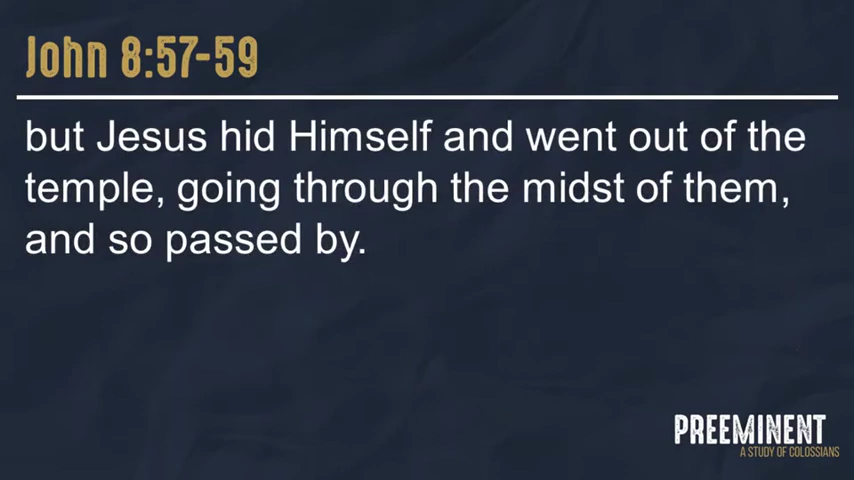 John 8:57-59
but Jesus hid Himself and went out of the
temple, going through the midst of them,
and so passed by.
PREEMINENT
A STUDY OF COLOSSIANS